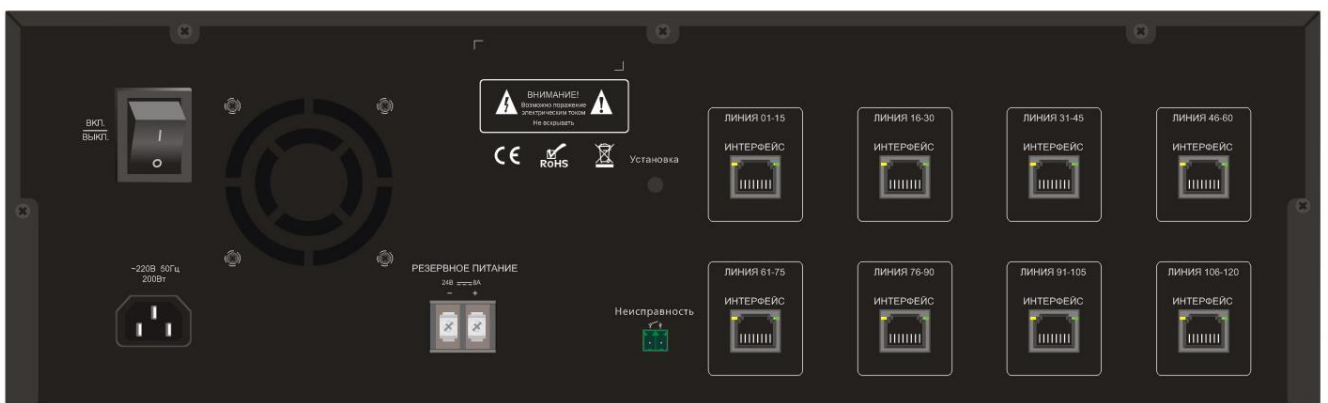 ВКЛ.
ВЫКЛ.
I
O
~220В 50Гц
200Вт
РЕЗЕРВНОЕ ПИТАНИЕ
24В 8А
− +
ВНИМАНИЕ!
Возможно поражение
электрическим током
Не вскрывать
CE RoHS
Установка
Неисправность
ЛИНИЯ 01-15
ИНТЕРФЕЙС
ЛИНИЯ 16-30
ИНТЕРФЕЙС
ЛИНИЯ 31-45
ИНТЕРФЕЙС
ЛИНИЯ 46-60
ИНТЕРФЕЙС
ЛИНИЯ 61-75
ИНТЕРФЕЙС
ЛИНИЯ 76-90
ИНТЕРФЕЙС
ЛИНИЯ 91-105
ИНТЕРФЕЙС
ЛИНИЯ 106-120
ИНТЕРФЕЙС